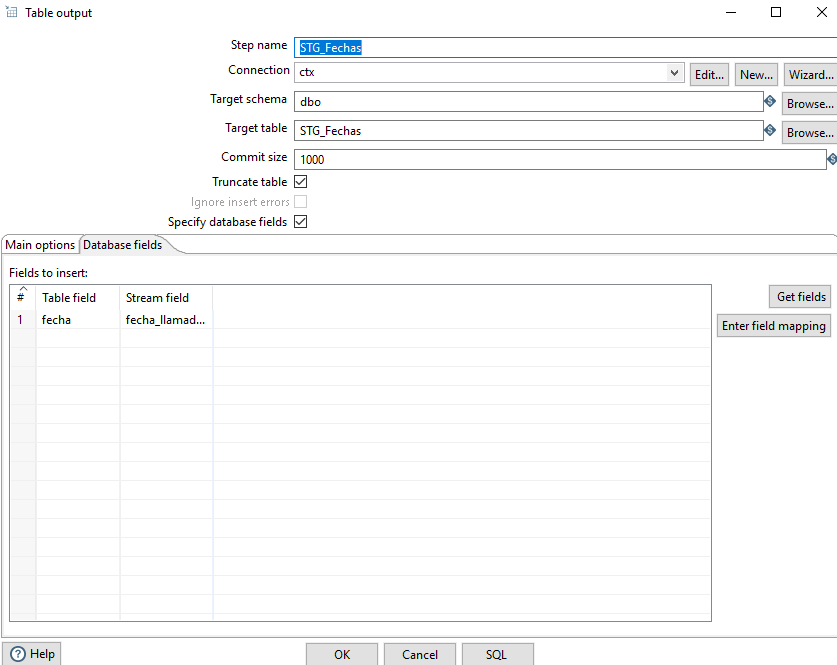 Table output
Step name STG_Fechas
Connection ctx Edit... New... Wizard...
Target schema dbo Browse...
Target table STG_Fechas Browse...
Commit size 1000
Truncate table
Ignore insert errors
Specify database fields
Main options Database fields
Fields to insert:
# Table field Stream field
1 fecha fecha_llamad...
Get fields
Enter field mapping
Help OK Cancel SQL